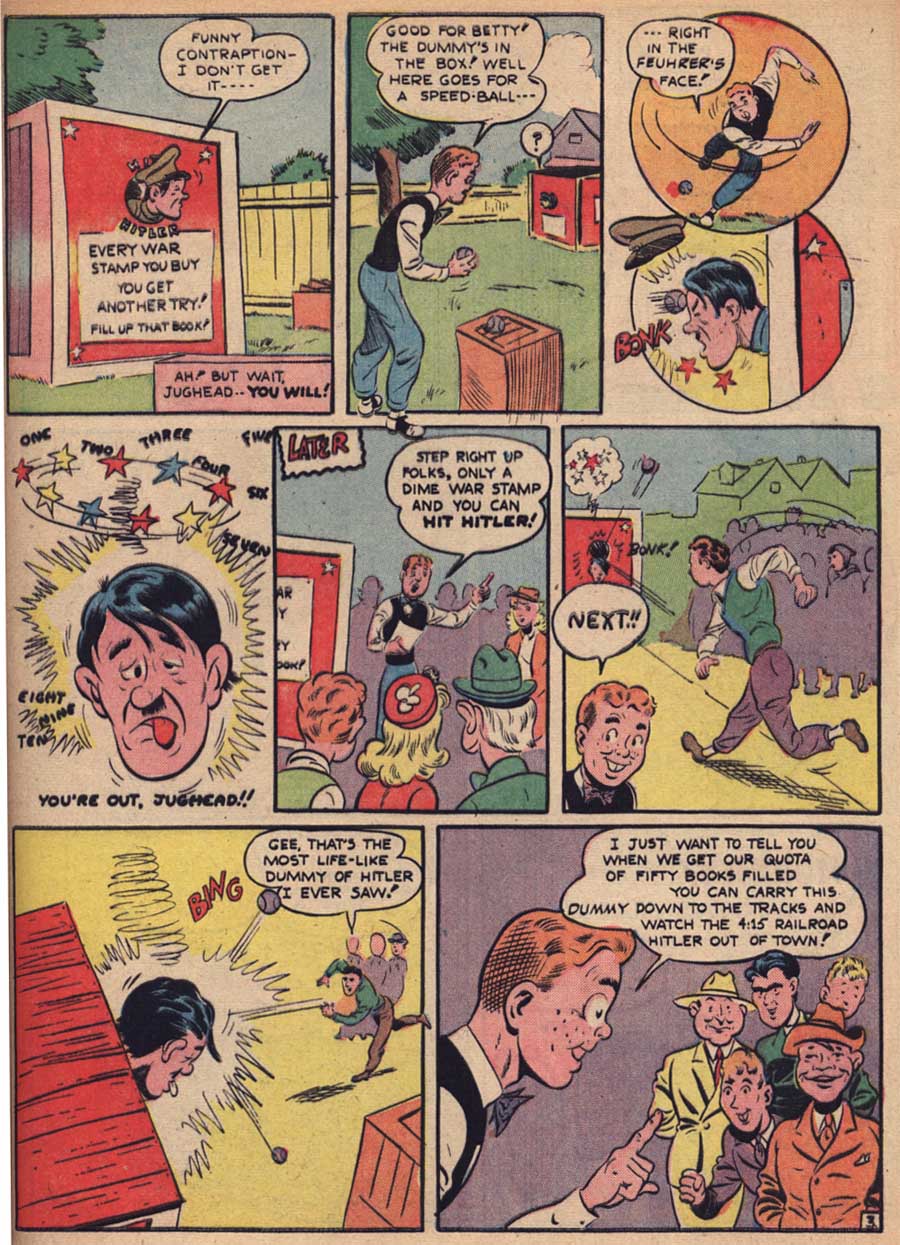 FUNNY
CONTRAPTION-
I DON'T GET
IT----
HIT
HITLER
EVERY WAR
STAMP YOU BUY
YOU GET
ANOTHER TRY!
FILL UP THAT BOOK!
AH! BUT WAIT,
JUGHEAD-- YOU WILL!
GOOD FOR BETTY!
THE DUMMY'S IN
THE BOX! WELL
HERE GOES FOR
A SPEED-BALL---
?
--- RIGHT
IN THE
FEUHRER'S
FACE!
BONK
ONE
TWO
THREE
FOUR
FIVE
SIX
SEVEN
EIGHT
NINE
TEN
YOU'RE OUT, JUGHEAD!!
LATER
STEP RIGHT UP
FOLKS, ONLY A
DIME WAR STAMP
AND YOU CAN
HIT HITLER!
AR
Y
EY
OOK!
BONK!
NEXT!!
BING
GEE, THAT'S THE
MOST LIFE-LIKE
DUMMY OF HITLER
I EVER SAW!
I JUST WANT TO TELL YOU
WHEN WE GET OUR QUOTA
OF FIFTY BOOKS FILLED
YOU CAN CARRY THIS
DUMMY DOWN TO THE TRACKS AND
WATCH THE 4:15 RAILROAD
HITLER OUT OF TOWN!
3